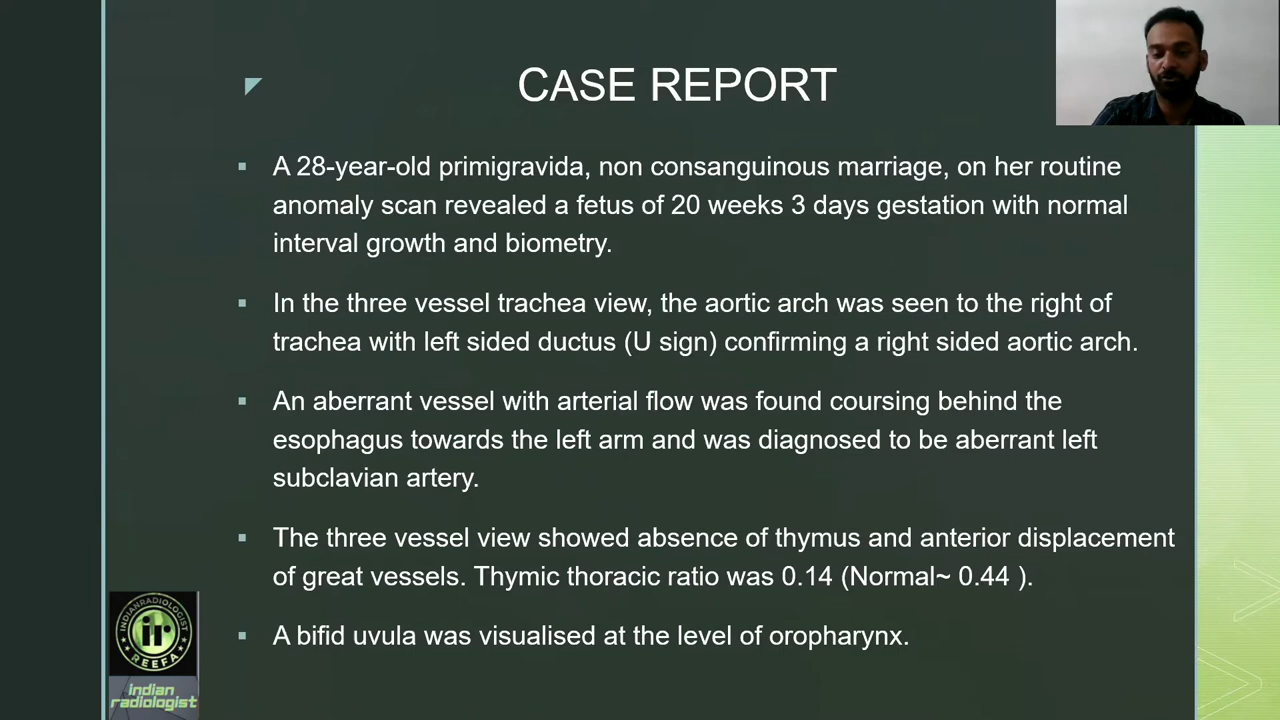 CASE REPORT
A 28-year-old primigravida, non consanguinous marriage, on her routine
anomaly scan revealed a fetus of 20 weeks 3 days gestation with normal
interval growth and biometry.
In the three vessel trachea view, the aortic arch was seen to the right of
trachea with left sided ductus (U sign) confirming a right sided aortic arch.
An aberrant vessel with arterial flow was found coursing behind the
esophagus towards the left arm and was diagnosed to be aberrant left
subclavian artery.
The three vessel view showed absence of thymus and anterior displacement
of great vessels. Thymic thoracic ratio was 0.14 (Normal~ 0.44 ).
A bifid uvula was visualised at the level of oropharynx.
INDIANRADIOLOGIST
ir
REEFA
indian
radiologist